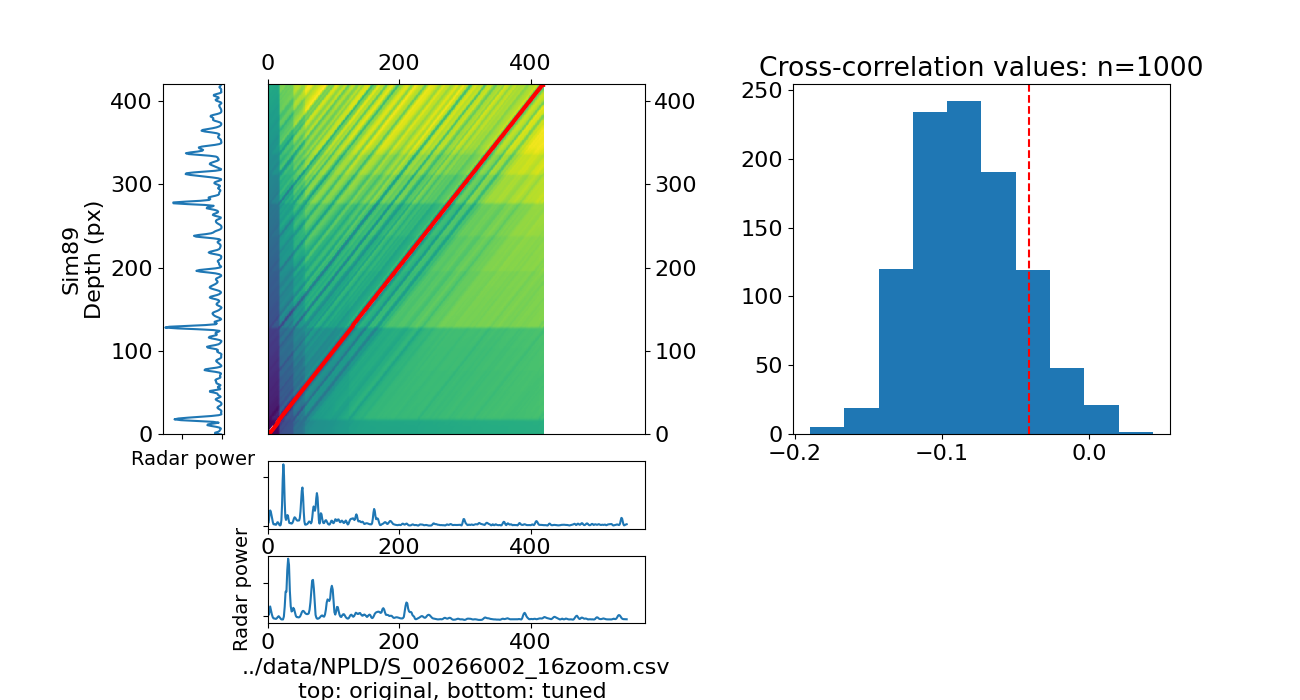 0 200 400
Cross-correlation values: n=1000
Sim89
Depth (px)
400
300
200
100
0
400
300
200
100
0
250
200
150
100
50
0
−0.2 −0.1 0.0
Radar power
0 200 400
Radar power
0 200 400
../data/NPLD/S_00266002_16zoom.csv
top: original, bottom: tuned